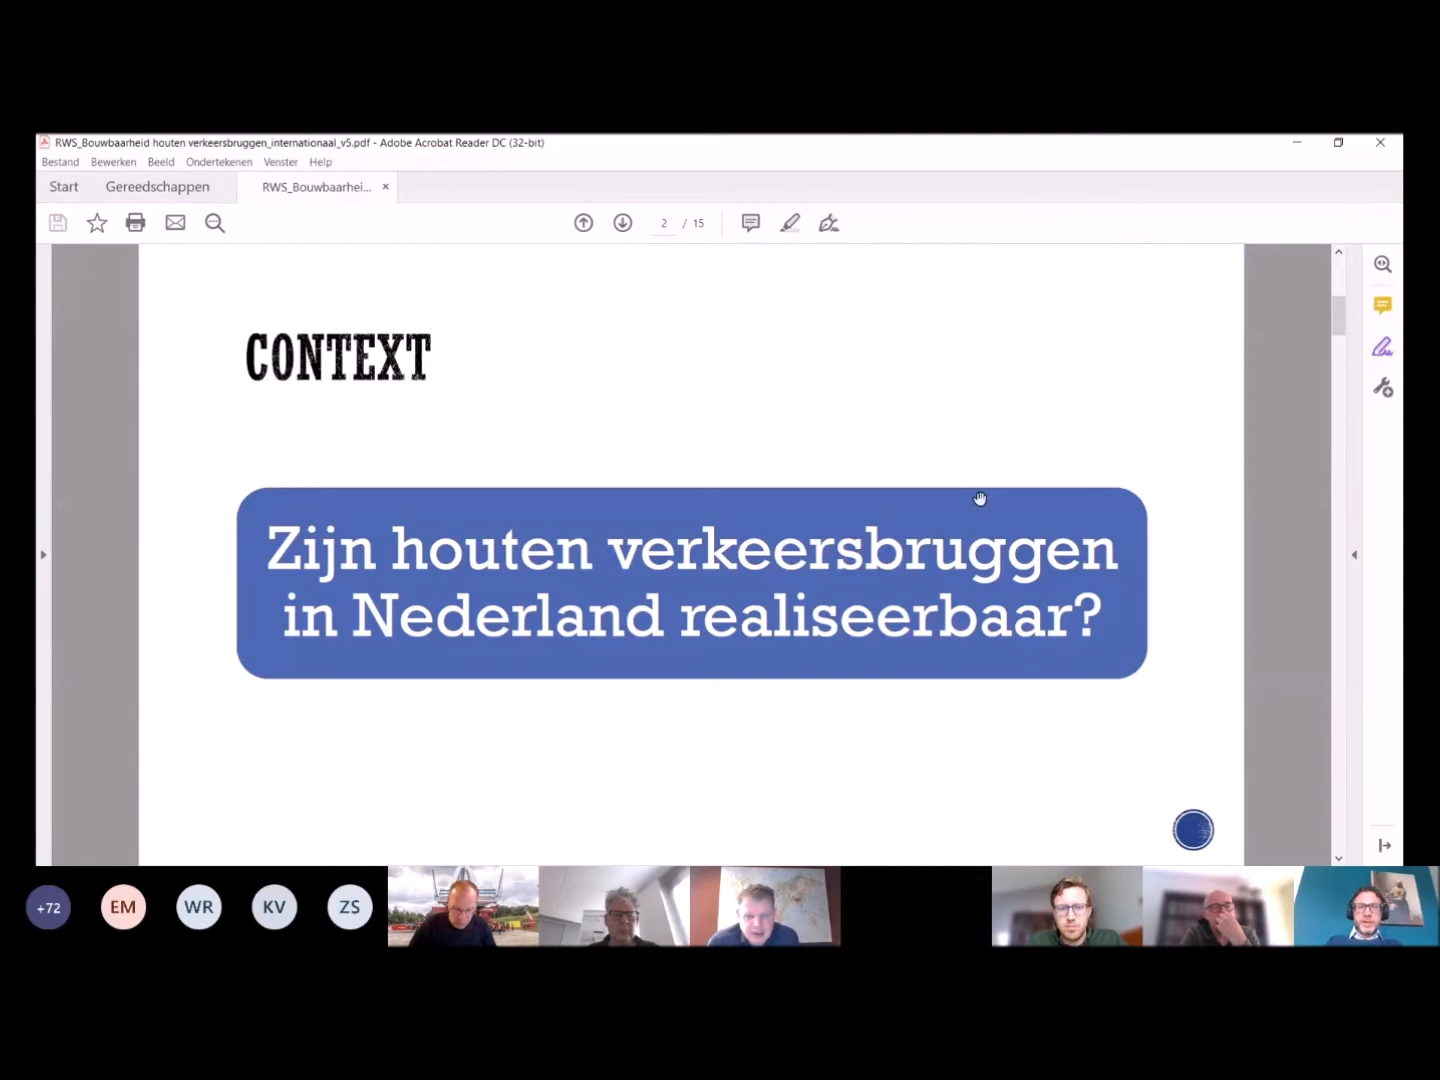 RWS_Bouwbaarheid houten verkeersbruggen_internationaal_v5.pdf - Adobe Acrobat Reader DC (32-bit)
Bestand Bewerken Beeld Ondertekenen Venster Help
Start Gereedschappen RWS_Bouwbaarhei... ×
2 / 15
CONTEXT
Zijn houten verkeersbruggen
in Nederland realiseerbaar?
+72 EM WR KV ZS